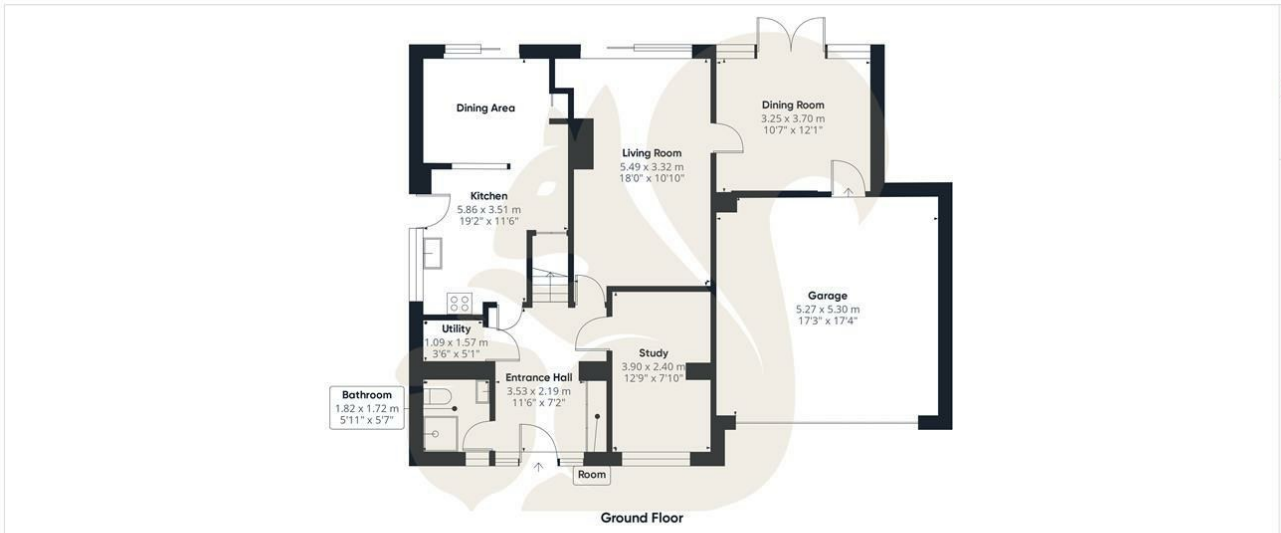 Dining Area
Dining Room
3.25 x 3.70 m
10'7" x 12'1"
Living Room
5.49 x 3.32 m
18'0" x 10'10"
Kitchen
5.86 x 3.51 m
19'2" x 11'6"
Garage
5.27 x 5.30 m
17'3" x 17'4"
Utility
1.09 x 1.57 m
3'6" x 5'1"
Study
3.90 x 2.40 m
12'9" x 7'10"
Entrance Hall
3.53 x 2.19 m
11'6" x 7'2"
Bathroom
1.82 x 1.72 m
5'11" x 5'7"
Room
Ground Floor